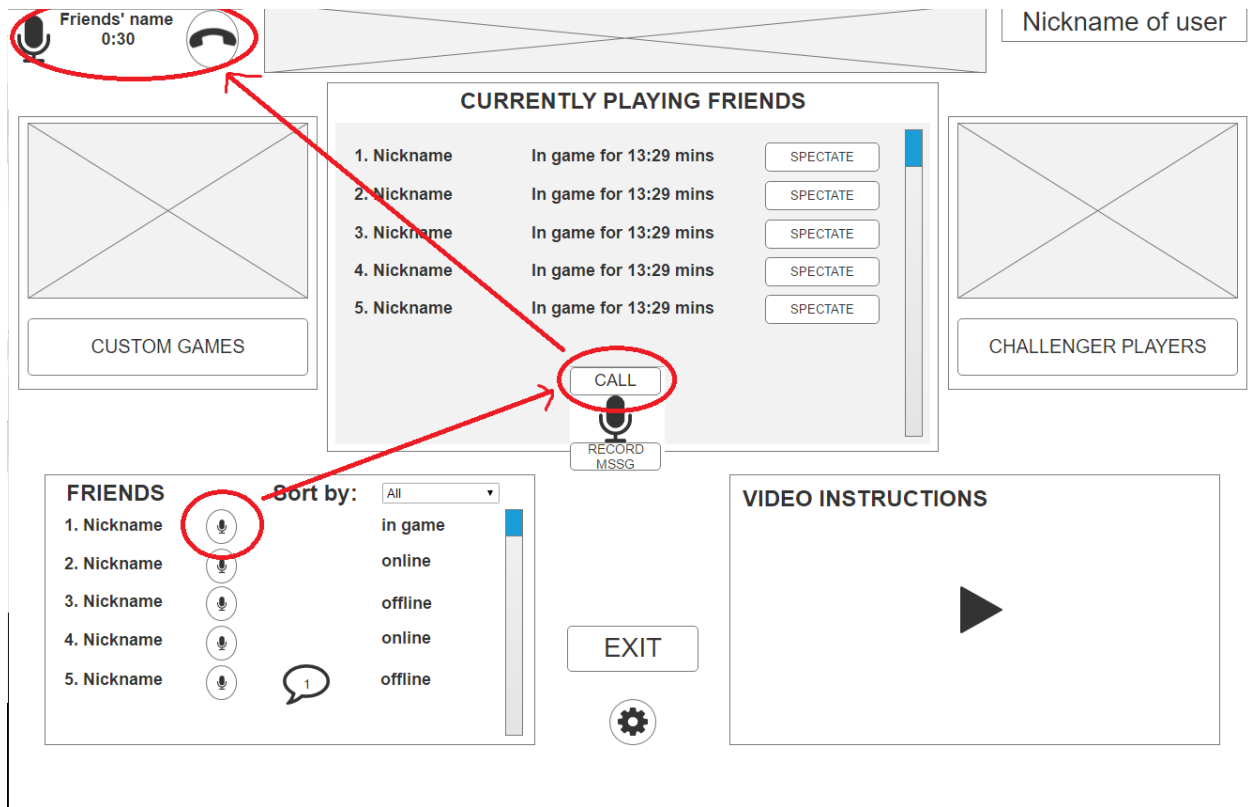 Friends' name
0:30
Nickname of user
CURRENTLY PLAYING FRIENDS
1. Nickname In game for 13:29 mins SPECTATE
2. Nickname In game for 13:29 mins SPECTATE
3. Nickname In game for 13:29 mins SPECTATE
4. Nickname In game for 13:29 mins SPECTATE
5. Nickname In game for 13:29 mins SPECTATE
CUSTOM GAMES
CHALLENGER PLAYERS
CALL
RECORD
MSSG
FRIENDS Sort by: All
1. Nickname in game
2. Nickname online
3. Nickname offline
4. Nickname online
5. Nickname 1 offline
EXIT
VIDEO INSTRUCTIONS